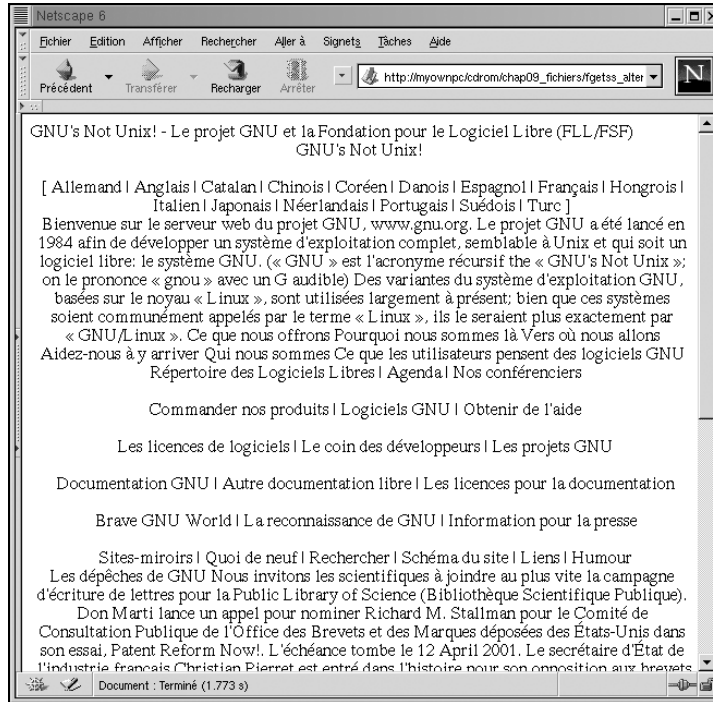 Netscape 6
Fichier Edition Afficher Rechercher Aller à Signets Tâches Aide
Précédent Transférer Recharger Arrêter http://myownpc/cdrom/chap09_fichiers/fgetss_alter N
GNU's Not Unix! - Le projet GNU et la Fondation pour le Logiciel Libre (FLL/FSF)
GNU's Not Unix!
[ Allemand | Anglais | Catalan | Chinois | Coréen | Danois | Espagnol | Français | Hongrois |
Italien | Japonais | Néerlandais | Portugais | Suédois | Turc ]
Bienvenue sur le serveur web du projet GNU, www.gnu.org. Le projet GNU a été lancé en
1984 afin de développer un système d'exploitation complet, semblable à Unix et qui soit un
logiciel libre: le système GNU. (« GNU » est l'acronyme récursif the « GNU's Not Unix »;
on le prononce « gnou » avec un G audible) Des variantes du système d'exploitation GNU,
basées sur le noyau « Linux », sont utilisées largement à présent; bien que ces systèmes
soient communément appelés par le terme « Linux », ils le seraient plus exactement par
« GNU/Linux ». Ce que nous offrons Pourquoi nous sommes là Vers où nous allons
Aidez-nous à y arriver Qui nous sommes Ce que les utilisateurs pensent des logiciels GNU
Répertoire des Logiciels Libres | Agenda | Nos conférenciers
Commander nos produits | Logiciels GNU | Obtenir de l'aide
Les licences de logiciels | Le coin des développeurs | Les projets GNU
Documentation GNU | Autre documentation libre | Les licences pour la documentation
Brave GNU World | La reconnaissance de GNU | Information pour la presse
Sites-miroirs | Quoi de neuf | Rechercher | Schéma du site | Liens | Humour
Les dépêches de GNU Nous invitons les scientifiques à joindre au plus vite la campagne
d'écriture de lettres pour la Public Library of Science (Bibliothèque Scientifique Publique).
Don Marti lance un appel pour nominer Richard M. Stallman pour le Comité de
Consultation Publique de l'Office des Brevets et des Marques déposées des États-Unis dans
son essai, Patent Reform Now!. L'échéance tombe le 12 April 2001. Le secrétaire d'État de
l'industrie français Christian Pierret est entré dans l'histoire pour son opposition aux brevets
Document : Terminé (1.773 s)